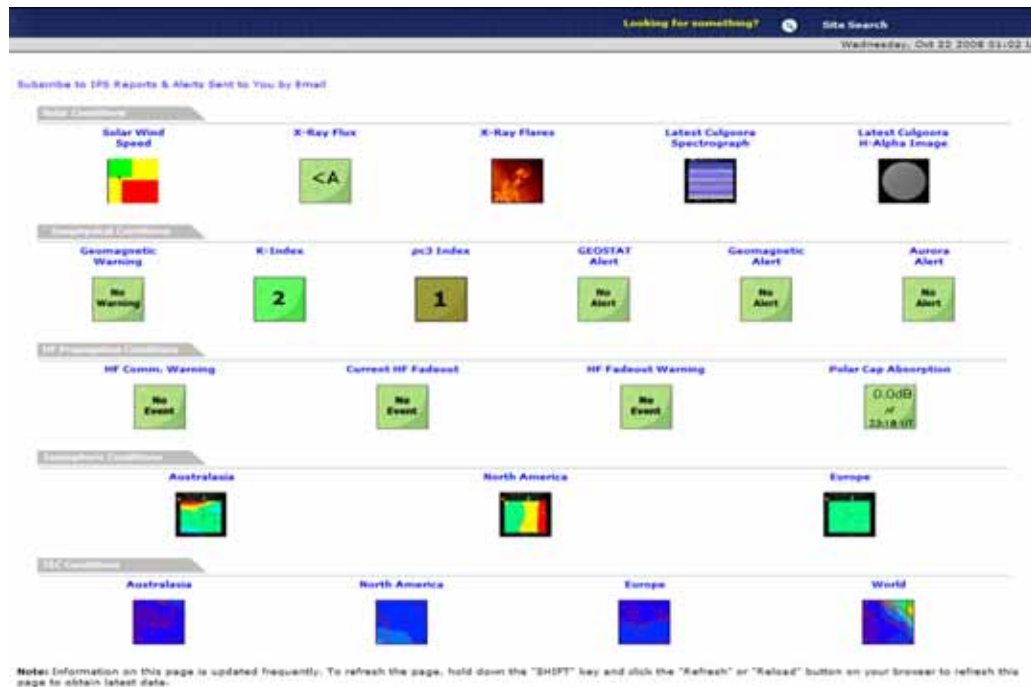 Looking for something?
Site Search
Wednesday, Oct 22 2008 01:02 U
Subscribe to IPS Reports & Alerts Sent to You by Email
Solar Conditions
Solar Wind
Speed
X-Ray Flux
X-Ray Flares
Latest Culgoora
Spectrograph
Latest Culgoora
H-Alpha Image
<A
Geophysical Conditions
Geomagnetic
Warning
K-Index
pc3 Index
GEOSTAT
Alert
Geomagnetic
Alert
Aurora
Alert
No
Warning
2
1
No
Alert
No
Alert
No
Alert
HF Propagation Conditions
HF Comm. Warning
Current HF Fadeout
HF Fadeout Warning
Polar Cap Absorption
No
Event
No
Event
No
Event
0.0dB
23:18 UT
Ionospheric Conditions
Australasia
North America
Europe
TEC Conditions
Australasia
North America
Europe
World
Note: Information on this page is updated frequently. To refresh the page, hold down the "SHIFT" key and click the "Refresh" or "Reload" button on your browser to refresh this
page to obtain latest data.